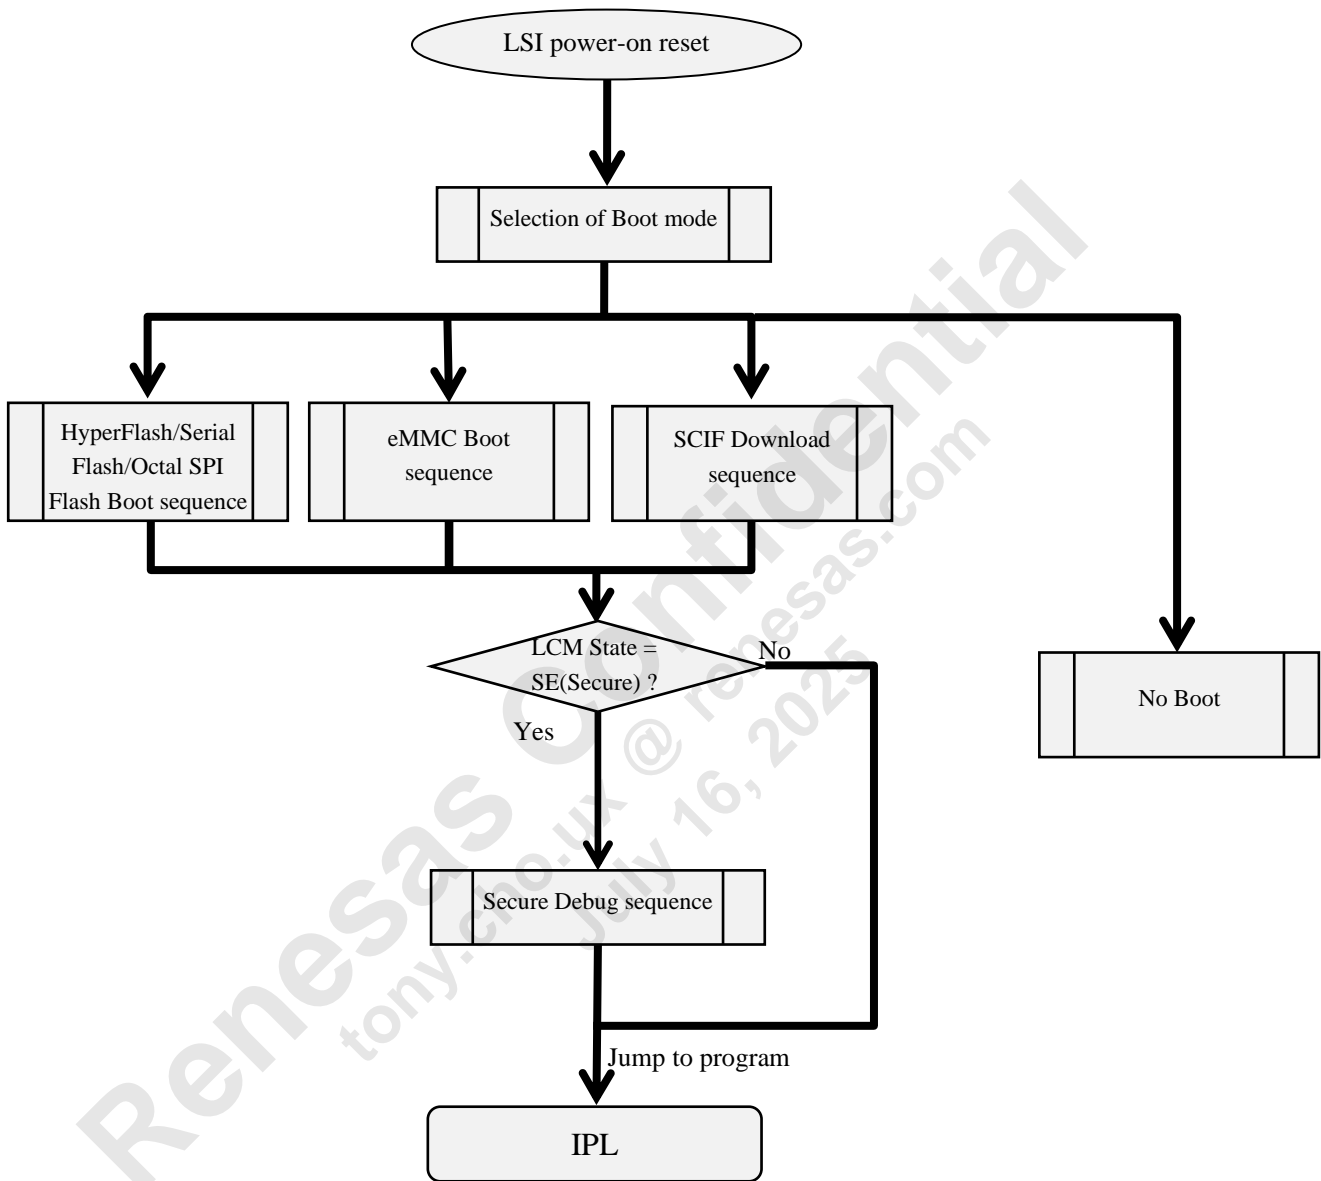 LSI power-on reset
Selection of Boot mode
HyperFlash/Serial
Flash/Octal SPI
Flash Boot sequence
eMMC Boot
sequence
SCIF Download
sequence
LCM State =
SE(Secure) ?
No
Yes
No Boot
Secure Debug sequence
Jump to program
IPL
Renesas Confidential
tony.cho.ux @ renesas.com
July 16, 2025